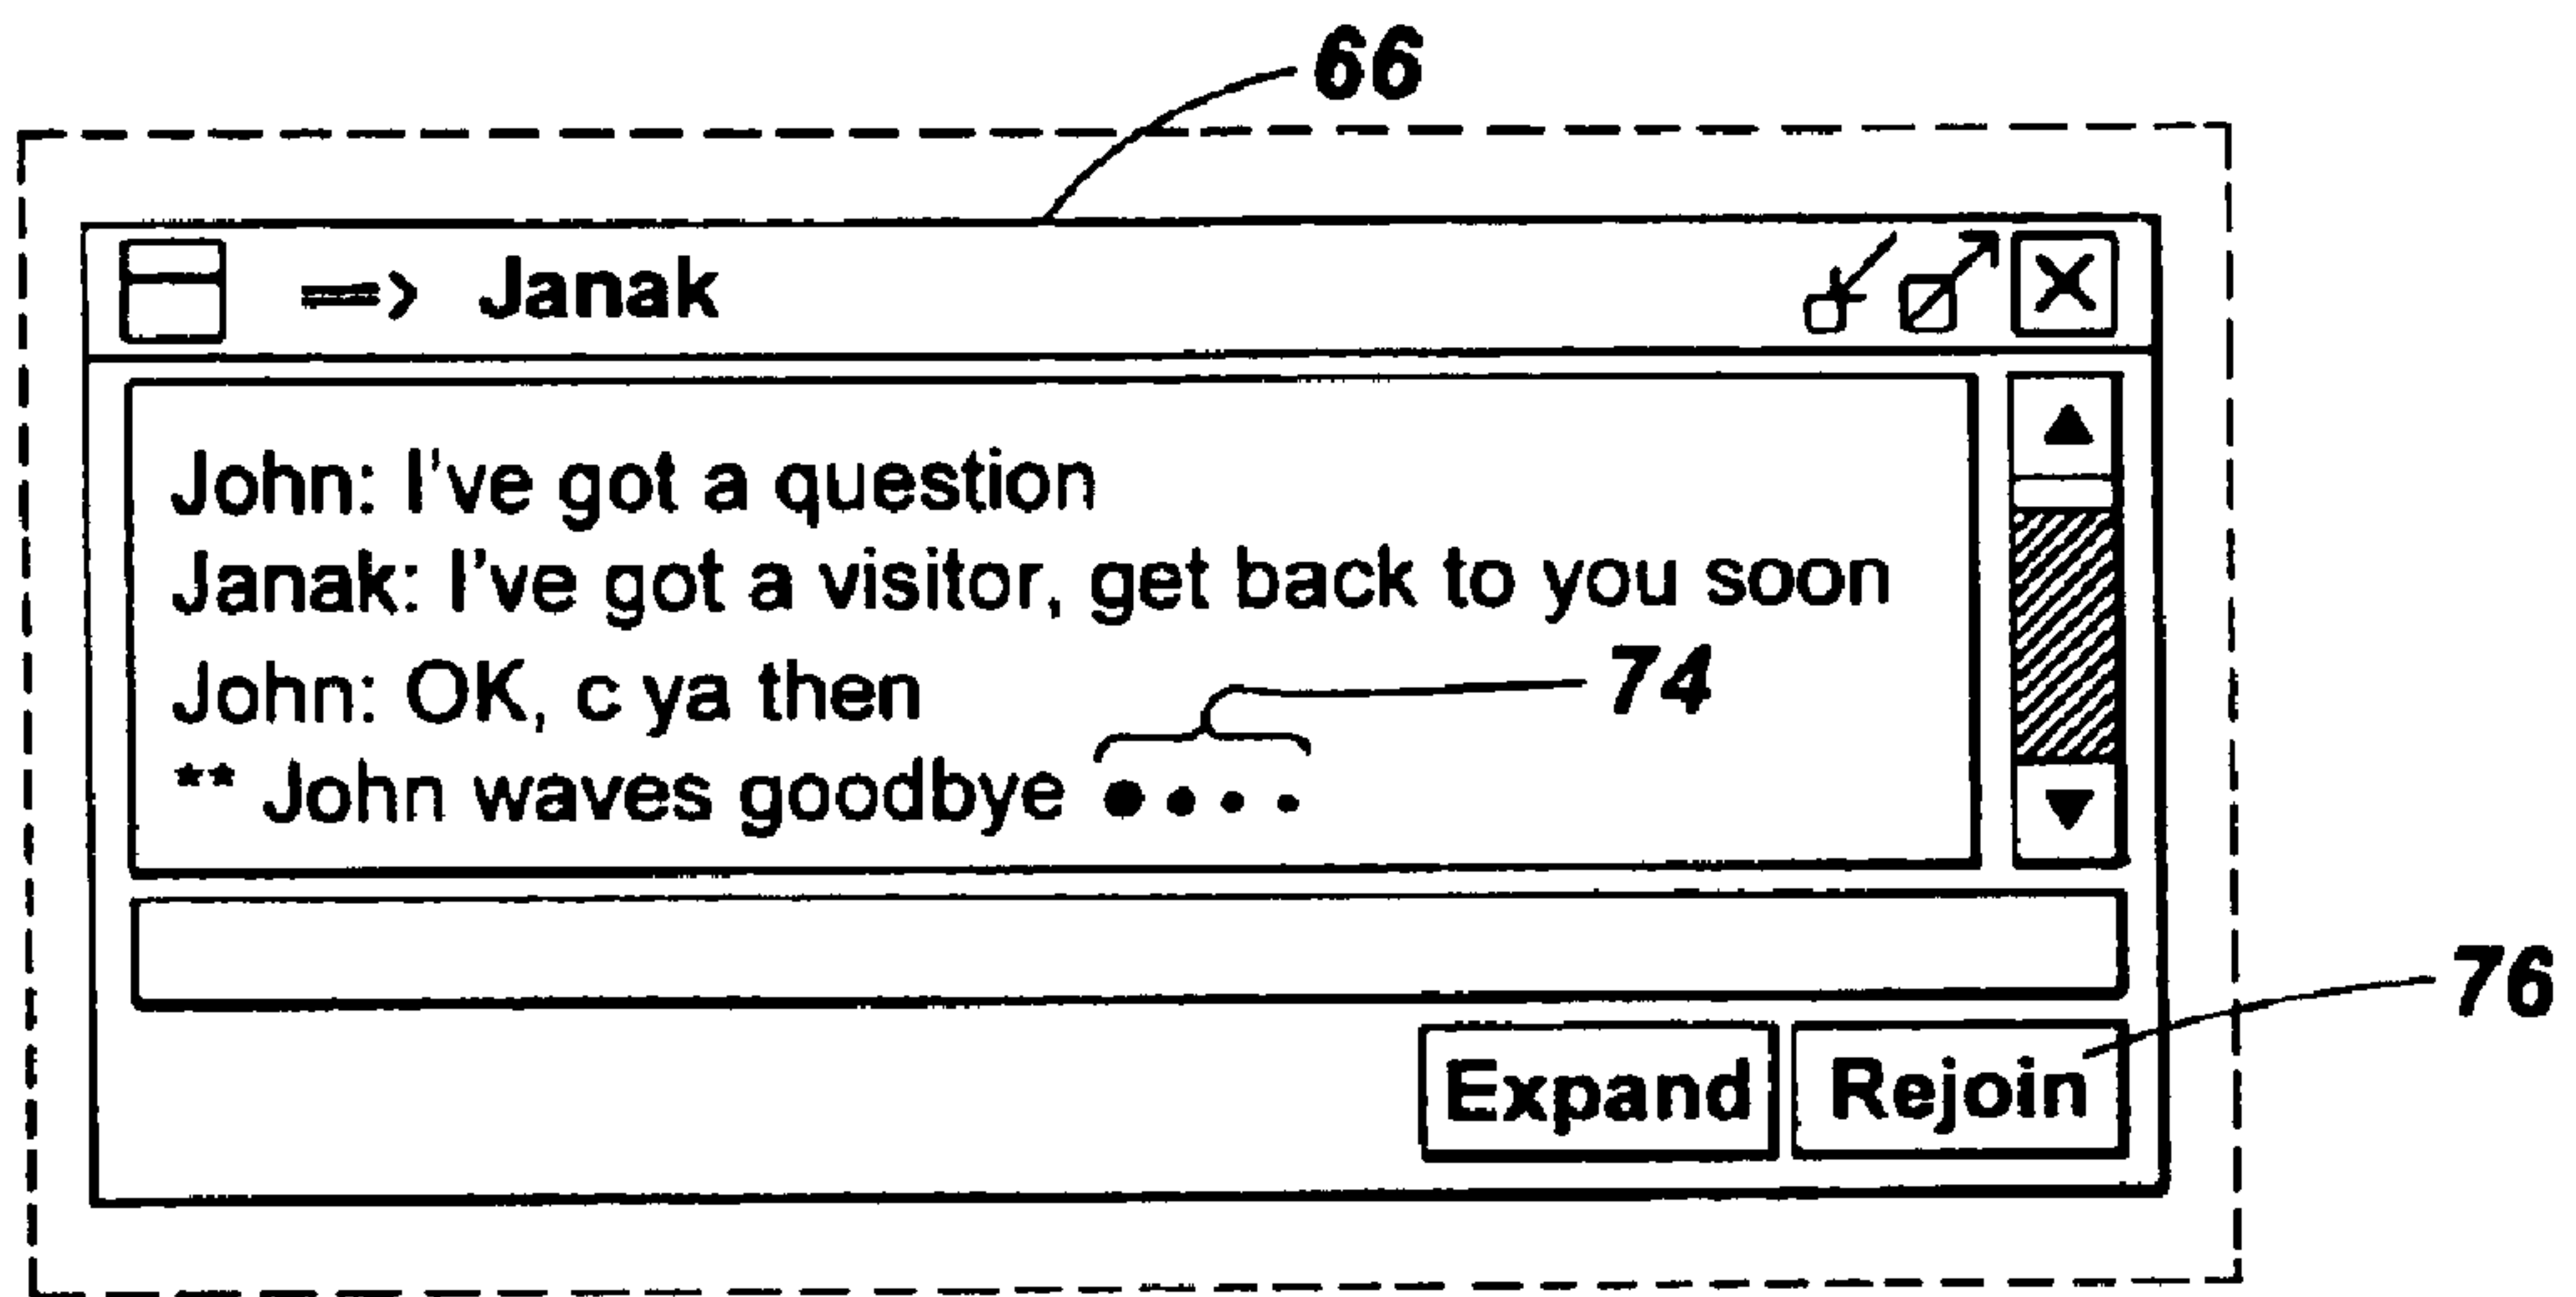 66
=> Janak
John: I've got a question
Janak: I've got a visitor, get back to you soon
John: OK, c ya then
74
** John waves goodbye ● • • •
76
Expand Rejoin